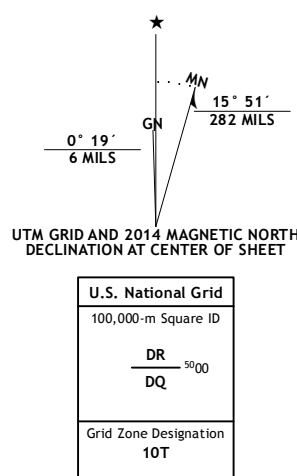 ★
MN
GN
15° 51´
282 MILS
0° 19´
6 MILS
UTM GRID AND 2014 MAGNETIC NORTH
DECLINATION AT CENTER OF SHEET
U.S. National Grid
100,000-m Square ID
DR
5000
DQ
Grid Zone Designation
10T